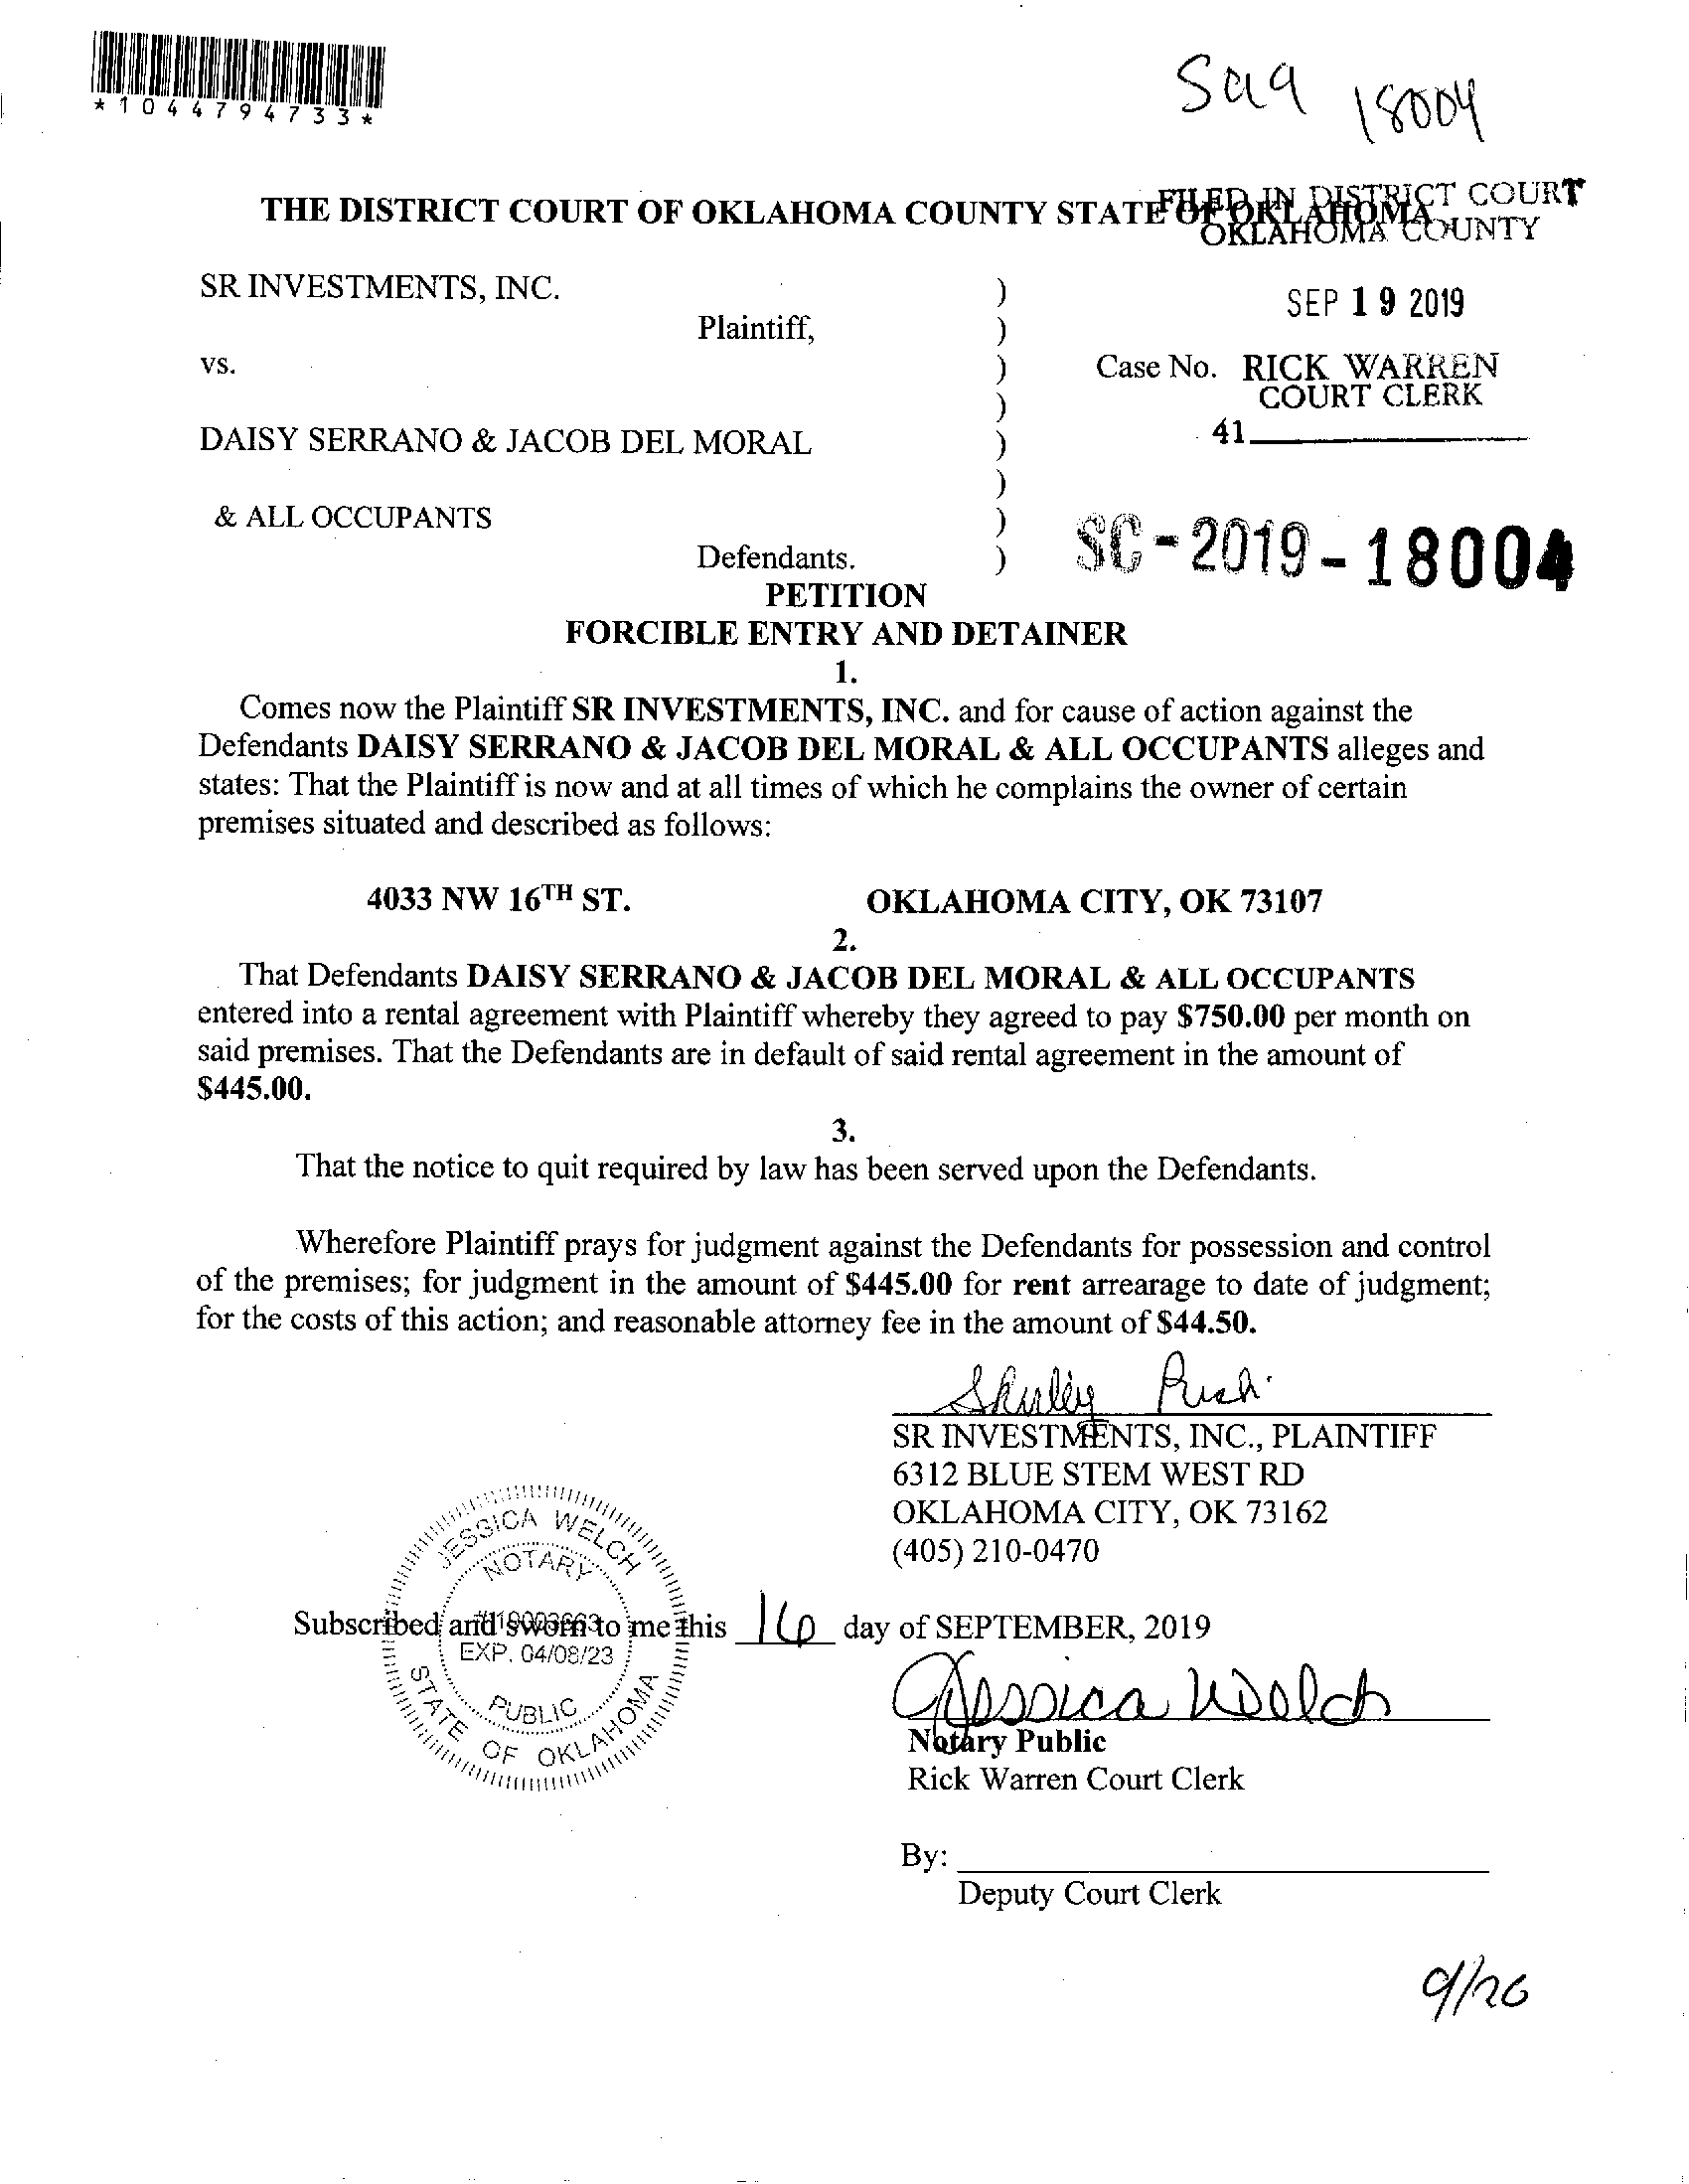 *1044794733*
18004
THE DISTRICT COURT OF OKLAHOMA COUNTY STATE OF OKLAHOMA
FILED IN DISTRICT COURT
OKLAHOMA COUNTY
SR INVESTMENTS, INC. )
SEP 19 2019
Plaintiff, )
vs. ) Case No. RICK WARREN
) COURT CLERK
DAISY SERRANO & JACOB DEL MORAL ) 41
)
& ALL OCCUPANTS ) SC-2019-18004
Defendants. )
PETITION
FORCIBLE ENTRY AND DETAINER
1.
Comes now the Plaintiff SR INVESTMENTS, INC. and for cause of action against the
Defendants DAISY SERRANO & JACOB DEL MORAL & ALL OCCUPANTS alleges and
states: That the Plaintiff is now and at all times of which he complains the owner of certain
premises situated and described as follows:
4033 NW 16TH ST. OKLAHOMA CITY, OK 73107
2.
That Defendants DAISY SERRANO & JACOB DEL MORAL & ALL OCCUPANTS
entered into a rental agreement with Plaintiff whereby they agreed to pay $750.00 per month on
said premises. That the Defendants are in default of said rental agreement in the amount of
$445.00.
3.
That the notice to quit required by law has been served upon the Defendants.
Wherefore Plaintiff prays for judgment against the Defendants for possession and control
of the premises; for judgment in the amount of $445.00 for rent arrearage to date of judgment;
for the costs of this action; and reasonable attorney fee in the amount of $44.50.
SR INVESTMENTS, INC., PLAINTIFF
6312 BLUE STEM WEST RD
OKLAHOMA CITY, OK 73162
(405) 210-0470
JESSICA WELCH
NOTARY
Subscribed and sworn to me this 16 day of SEPTEMBER, 2019
#18003663
EXP. 04/08/23
PUBLIC
STATE OF OKLAHOMA
Jessica Welch
Notary Public
Rick Warren Court Clerk
By:
Deputy Court Clerk
9/26